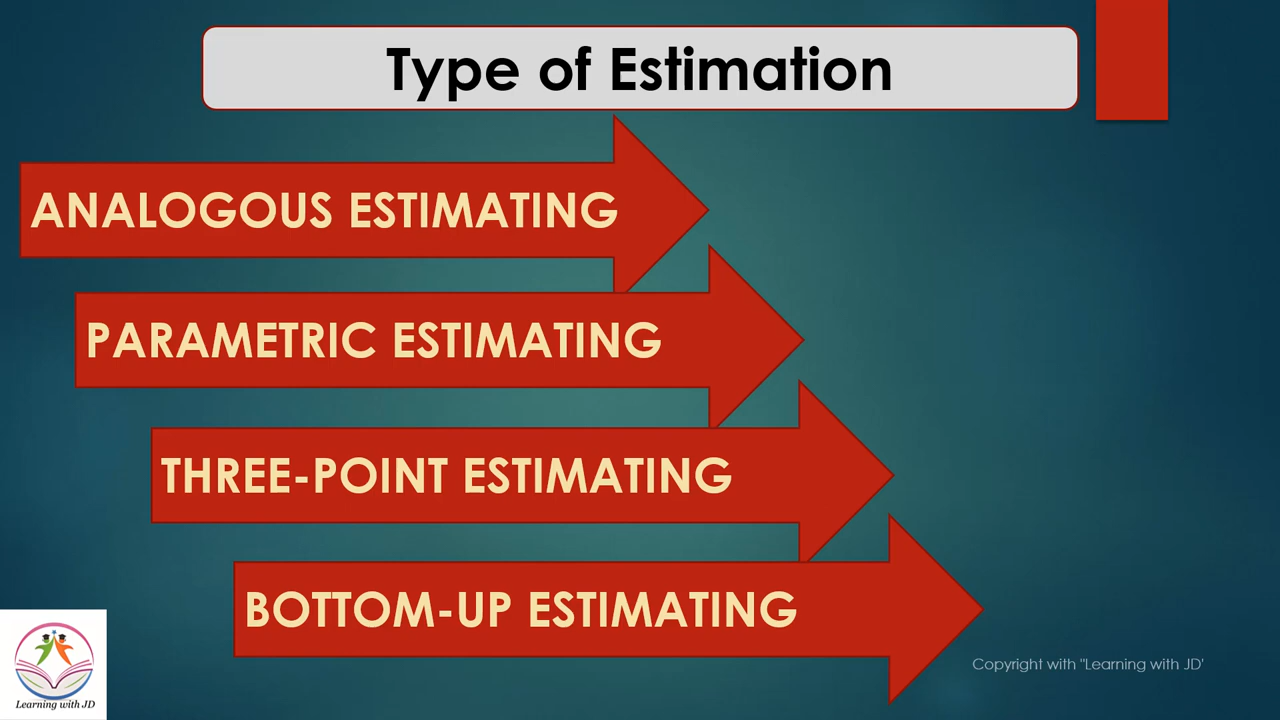 Type of Estimation
ANALOGOUS ESTIMATING
PARAMETRIC ESTIMATING
THREE-POINT ESTIMATING
BOTTOM-UP ESTIMATING
Copyright with "Learning with JD'
Learning with JD